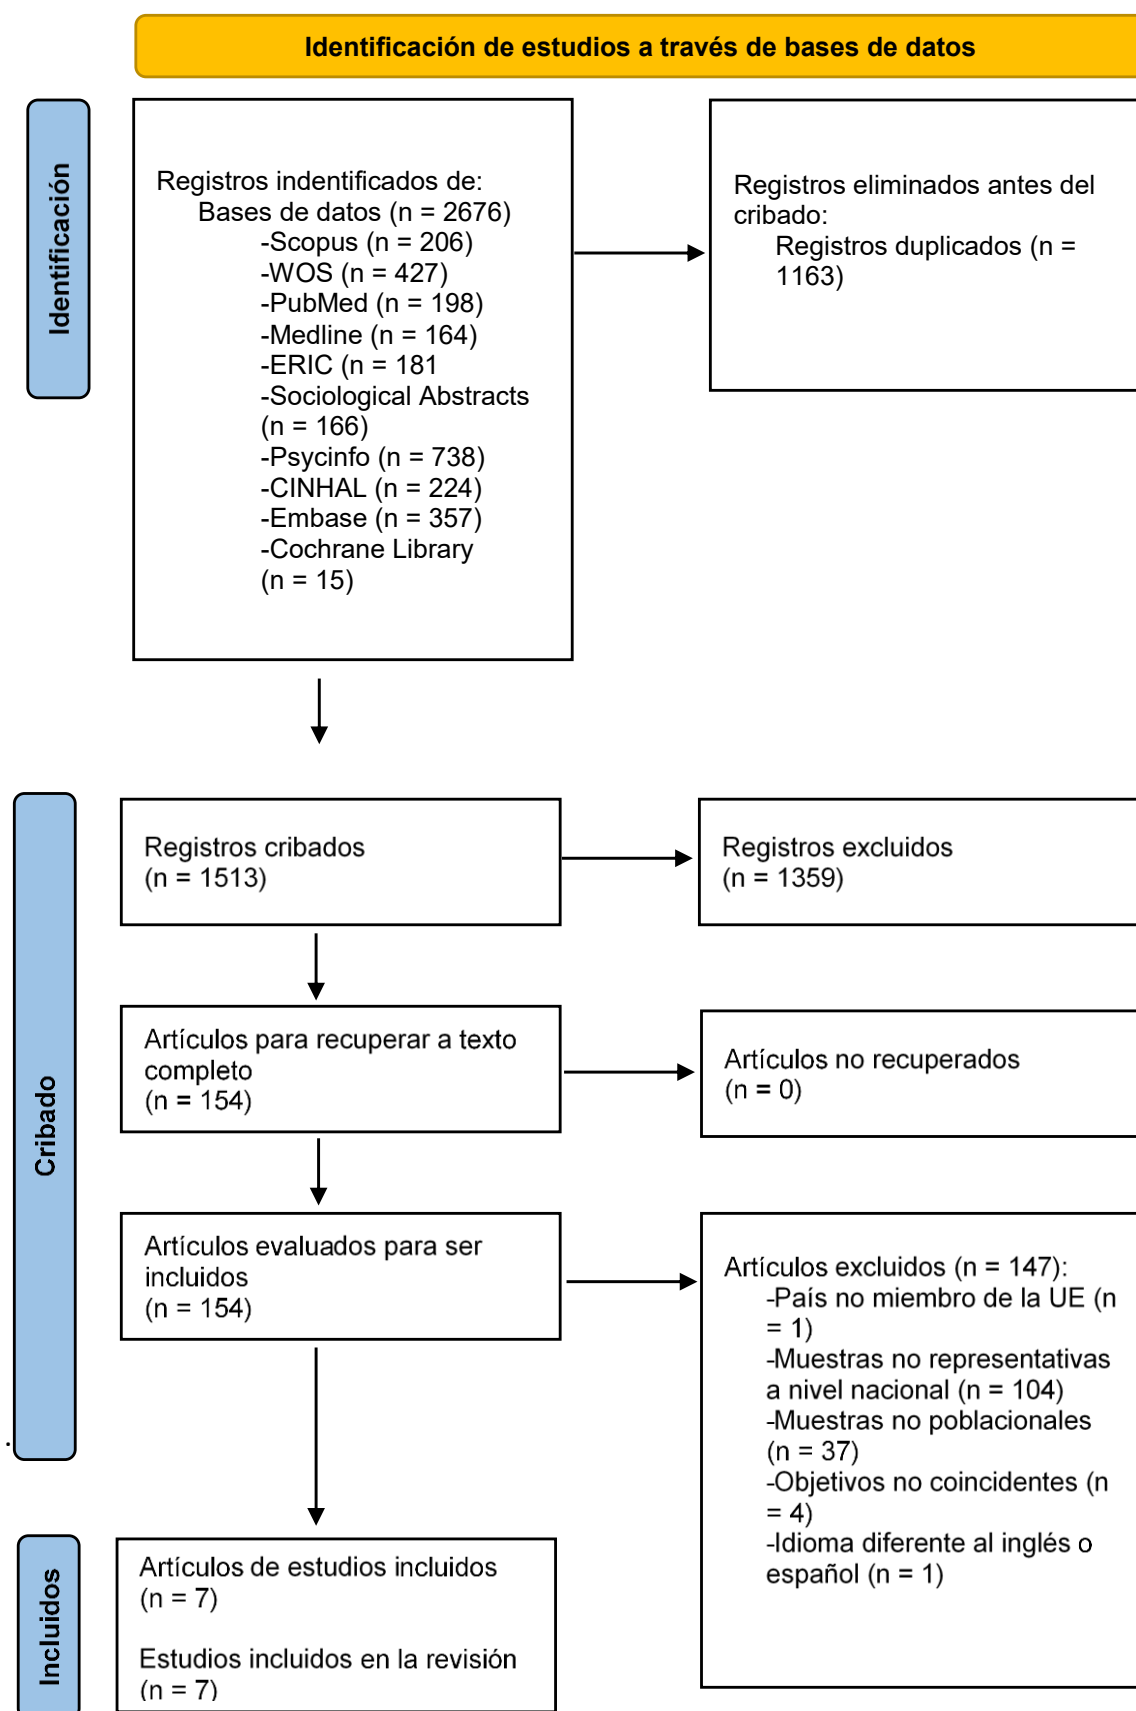 Identificación de estudios a través de bases de datos
Identificación
Registros indentificados de:
Bases de datos (n = 2676)
-Scopus (n = 206)
-WOS (n = 427)
-PubMed (n = 198)
-Medline (n = 164)
-ERIC (n = 181
-Sociological Abstracts
(n = 166)
-Psycinfo (n = 738)
-CINHAL (n = 224)
-Embase (n = 357)
-Cochrane Library
(n = 15)
Registros eliminados antes del
cribado:
Registros duplicados (n =
1163)
Cribado
Registros cribados
(n = 1513)
Registros excluidos
(n = 1359)
Artículos para recuperar a texto
completo
(n = 154)
Artículos no recuperados
(n = 0)
Artículos evaluados para ser
incluidos
(n = 154)
Artículos excluidos (n = 147):
-País no miembro de la UE (n
= 1)
-Muestras no representativas
a nivel nacional (n = 104)
-Muestras no poblacionales
(n = 37)
-Objetivos no coincidentes (n
= 4)
-Idioma diferente al inglés o
español (n = 1)
.
Incluidos
Artículos de estudios incluidos
(n = 7)
Estudios incluidos en la revisión
(n = 7)